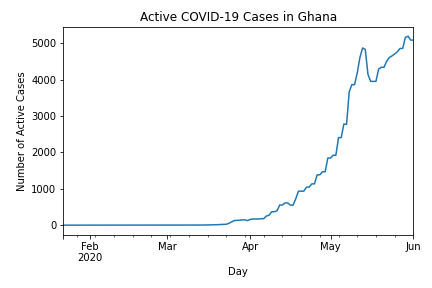 Active COVID-19 Cases in Ghana
Number of Active Cases
5000
4000
3000
2000
1000
0
Feb
2020
Mar
Apr
May
Jun
Day